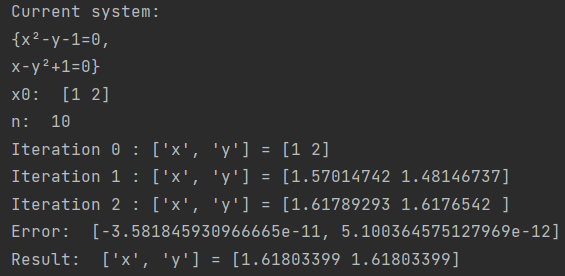 Current system:
{x²-y-1=0,
x-y²+1=0}
x0:  [1 2]
n:  10
Iteration 0 : ['x', 'y'] = [1 2]
Iteration 1 : ['x', 'y'] = [1.57014742 1.48146737]
Iteration 2 : ['x', 'y'] = [1.61789293 1.6176542 ]
Error:  [-3.581845930966665e-11, 5.100364575127969e-12]
Result:  ['x', 'y'] = [1.61803399 1.61803399]